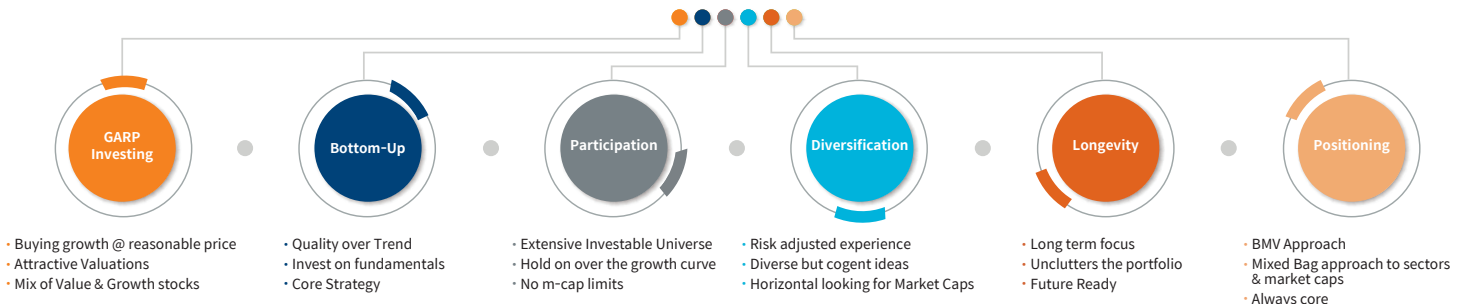 GARP
Investing
Bottom-Up
Participation
Diversification
Longevity
Positioning
• Buying growth @ reasonable price
• Attractive Valuations
• Mix of Value & Growth stocks
• Quality over Trend
• Invest on fundamentals
• Core Strategy
• Extensive Investable Universe
• Hold on over the growth curve
• No m-cap limits
• Risk adjusted experience
• Diverse but cogent ideas
• Horizontal looking for Market Caps
• Long term focus
• Unclutters the portfolio
• Future Ready
• BMV Approach
• Mixed Bag approach to sectors
& market caps
• Always core